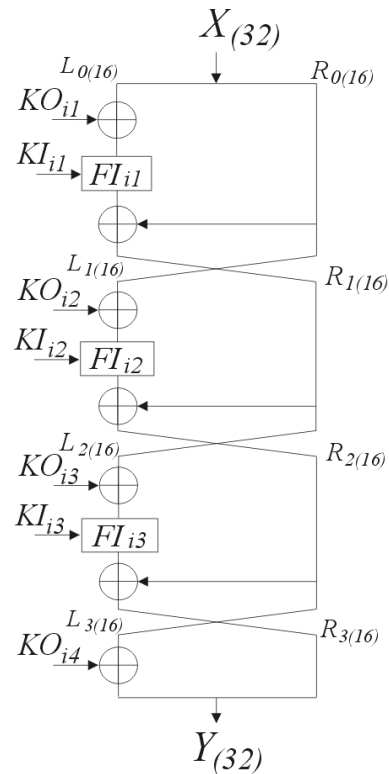 X(32)
L0(16) R0(16)
KOi1
KIi1 FIi1
L1(16) R1(16)
KOi2
KIi2 FIi2
L2(16) R2(16)
KOi3
KIi3 FIi3
L3(16) R3(16)
KOi4
Y(32)